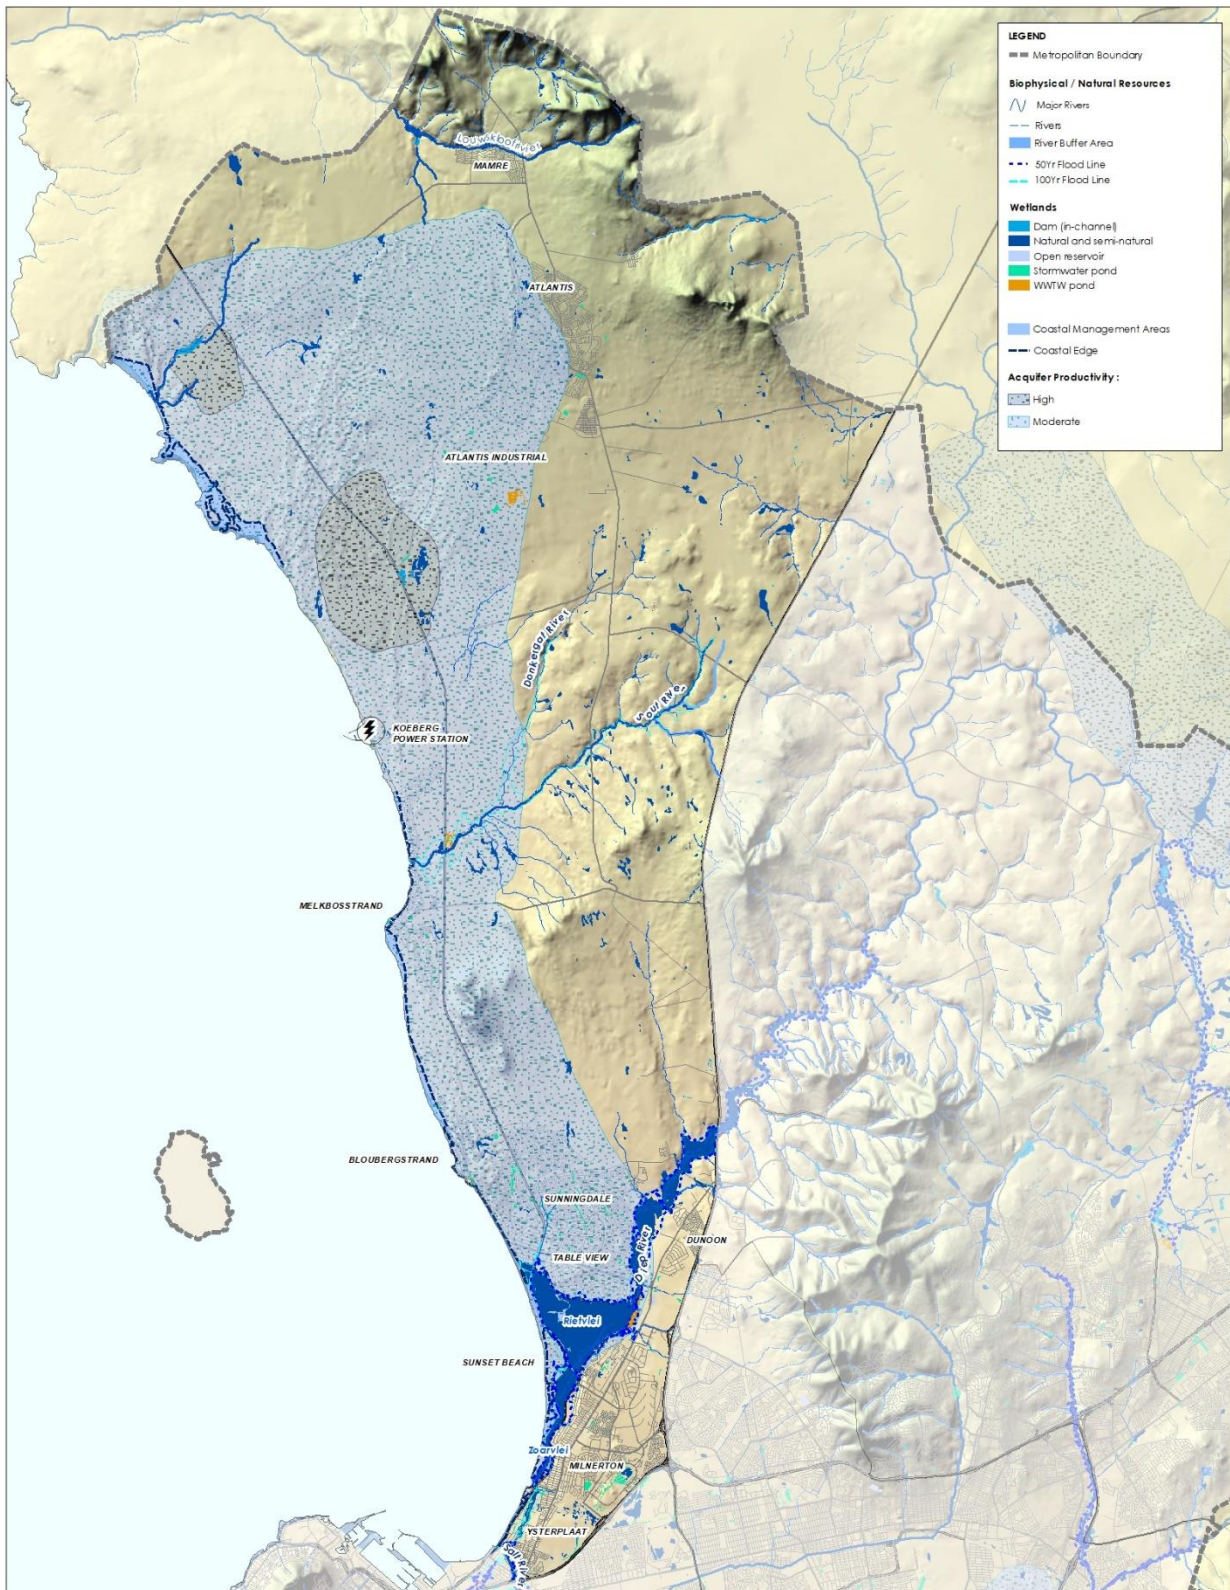 LEGEND
Metropolitan Boundary
Biophysical / Natural Resources
Major Rivers
Rivers
River Buffer Area
50Yr Flood Line
100Yr Flood Line
Wetlands
Dam (in-channel)
Natural and semi-natural
Open reservoir
Stormwater pond
WWTW pond
Coastal Management Areas
Coastal Edge
Acquifer Productivity :
High
Moderate
MAMRE
ATLANTIS
ATLANTIS INDUSTRIAL
Donkergat River
Sout River
KOEBERG
POWER STATION
MELKBOSSTRAND
BLOUBERGSTRAND
SUNNINGDALE
DUNOON
Diep River
TABLE VIEW
Rietvlei
SUNSET BEACH
Zoarvlei
MILNERTON
YSTERPLAAT
Salt River